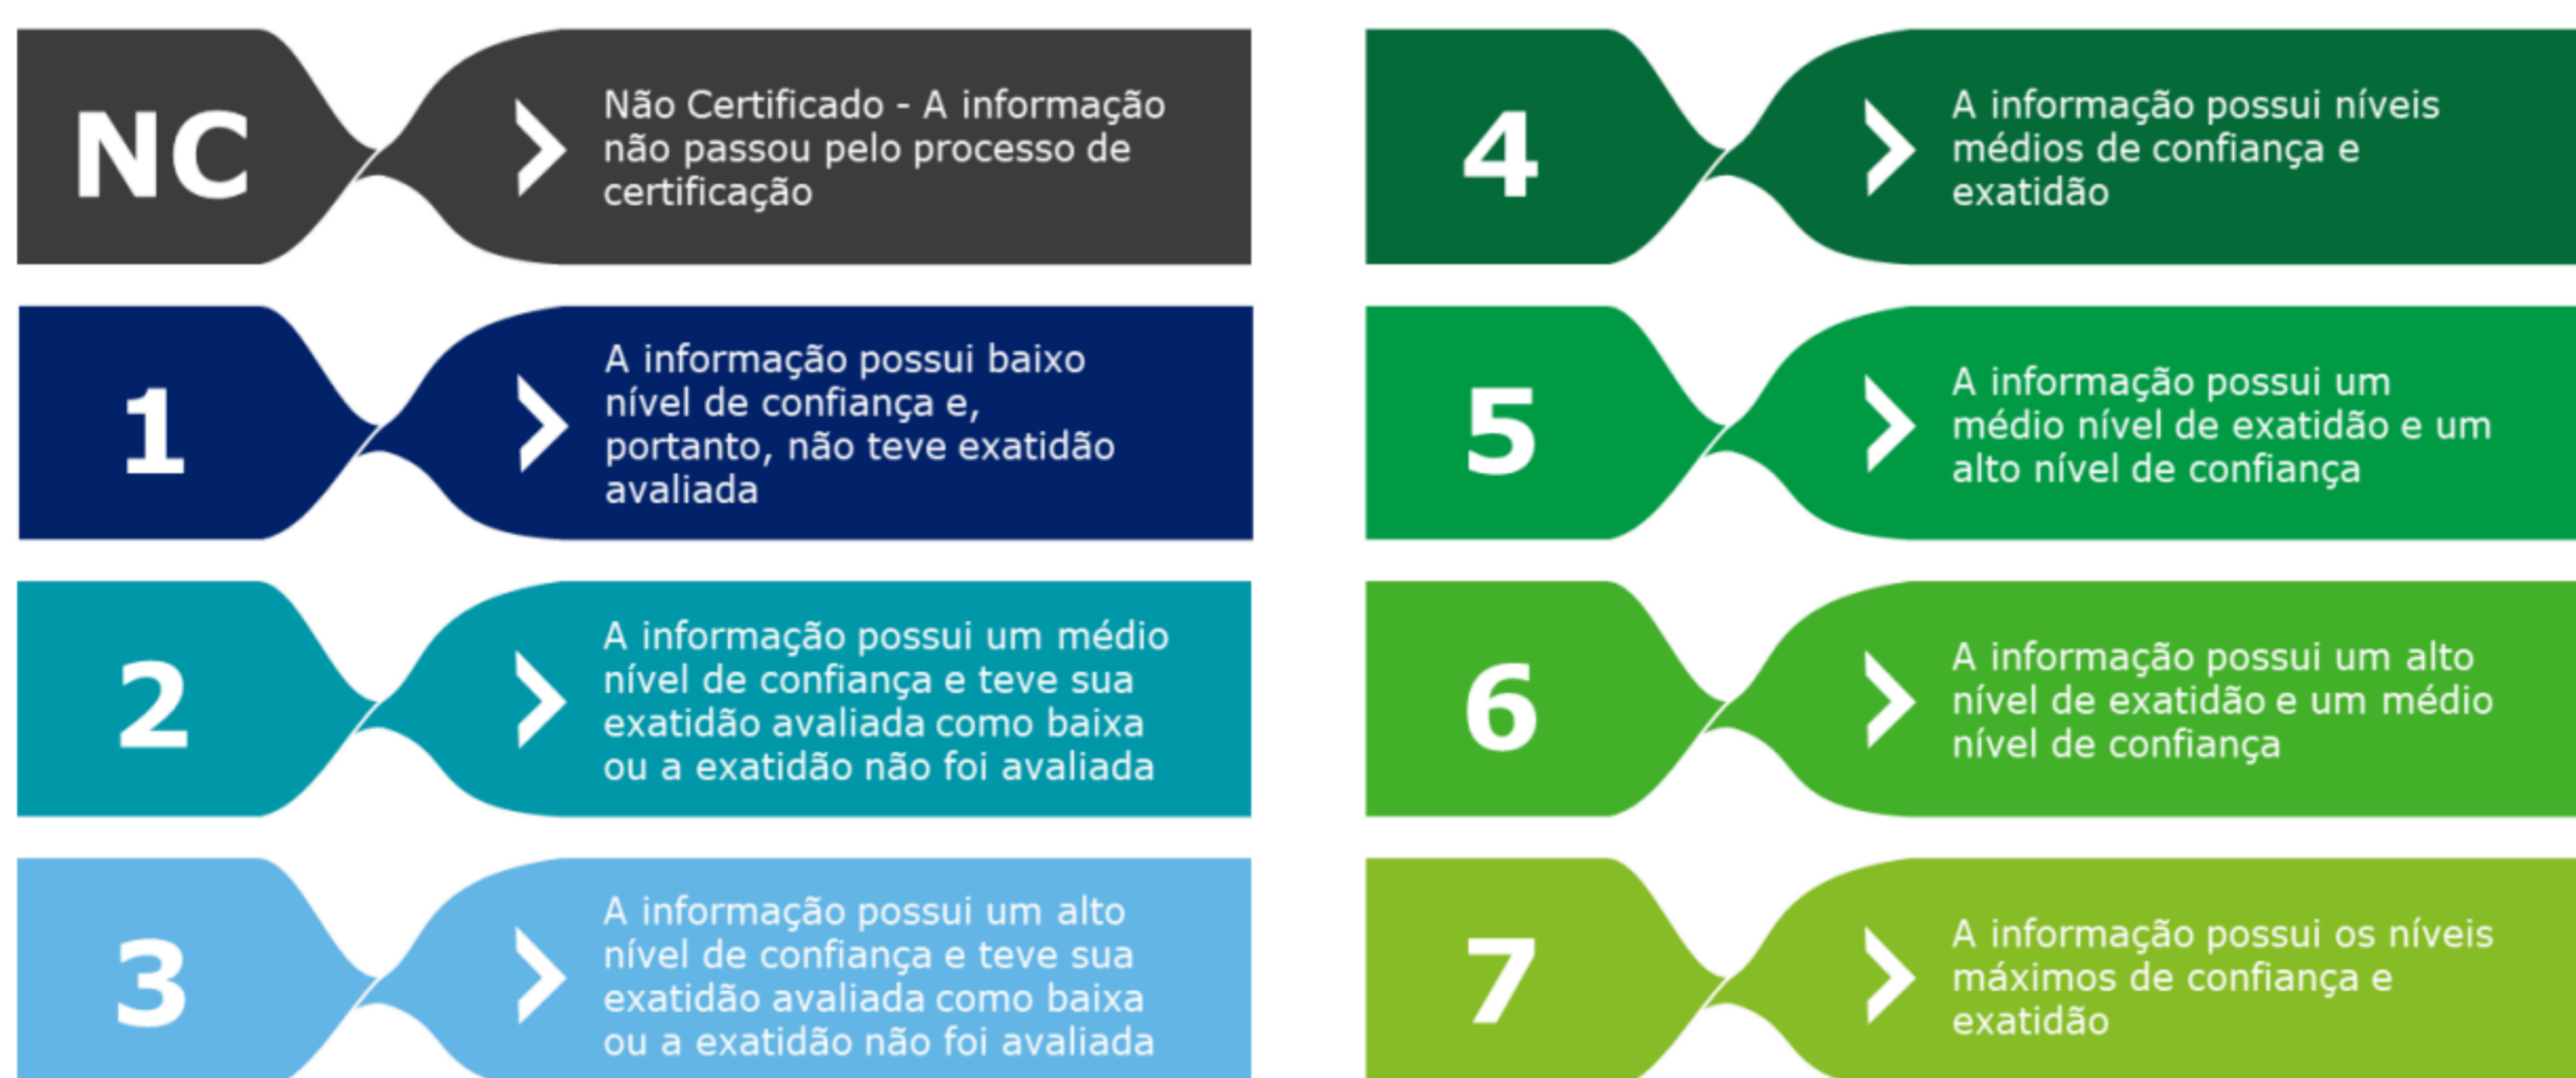 NC
Não Certificado - A informação
não passou pelo processo de
certificação
1
A informação possui baixo
nível de confiança e,
portanto, não teve exatidão
avaliada
2
A informação possui um médio
nível de confiança e teve sua
exatidão avaliada como baixa
ou a exatidão não foi avaliada
3
A informação possui um alto
nível de confiança e teve sua
exatidão avaliada como baixa
ou a exatidão não foi avaliada
4
A informação possui níveis
médios de confiança e
exatidão
5
A informação possui um
médio nível de exatidão e um
alto nível de confiança
6
A informação possui um alto
nível de exatidão e um médio
nível de confiança
7
A informação possui os níveis
máximos de confiança e
exatidão